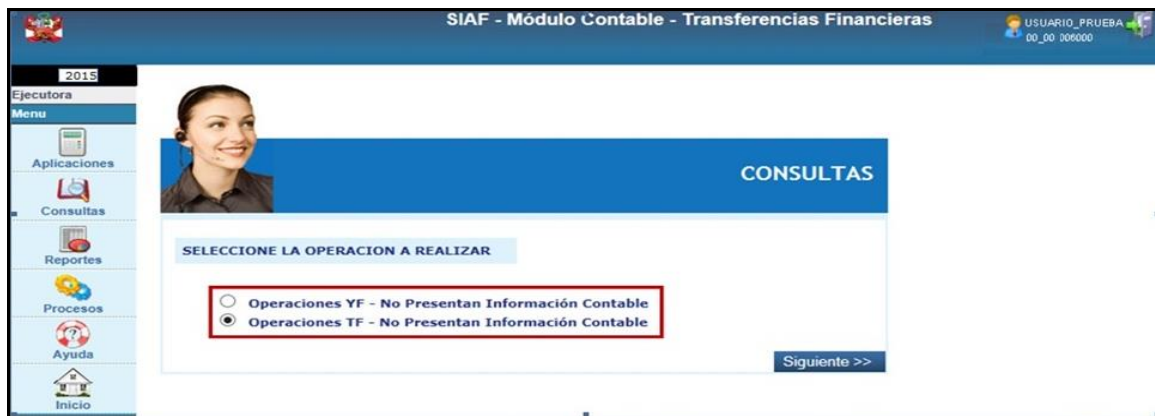 SIAF - Módulo Contable - Transferencias Financieras
USUARIO_PRUEBA
00_00 006000
2015
Ejecutora
Menu
Aplicaciones
Consultas
Reportes
Procesos
Ayuda
Inicio
CONSULTAS
SELECCIONE LA OPERACION A REALIZAR
Operaciones YF - No Presentan Información Contable
Operaciones TF - No Presentan Información Contable
Siguiente >>